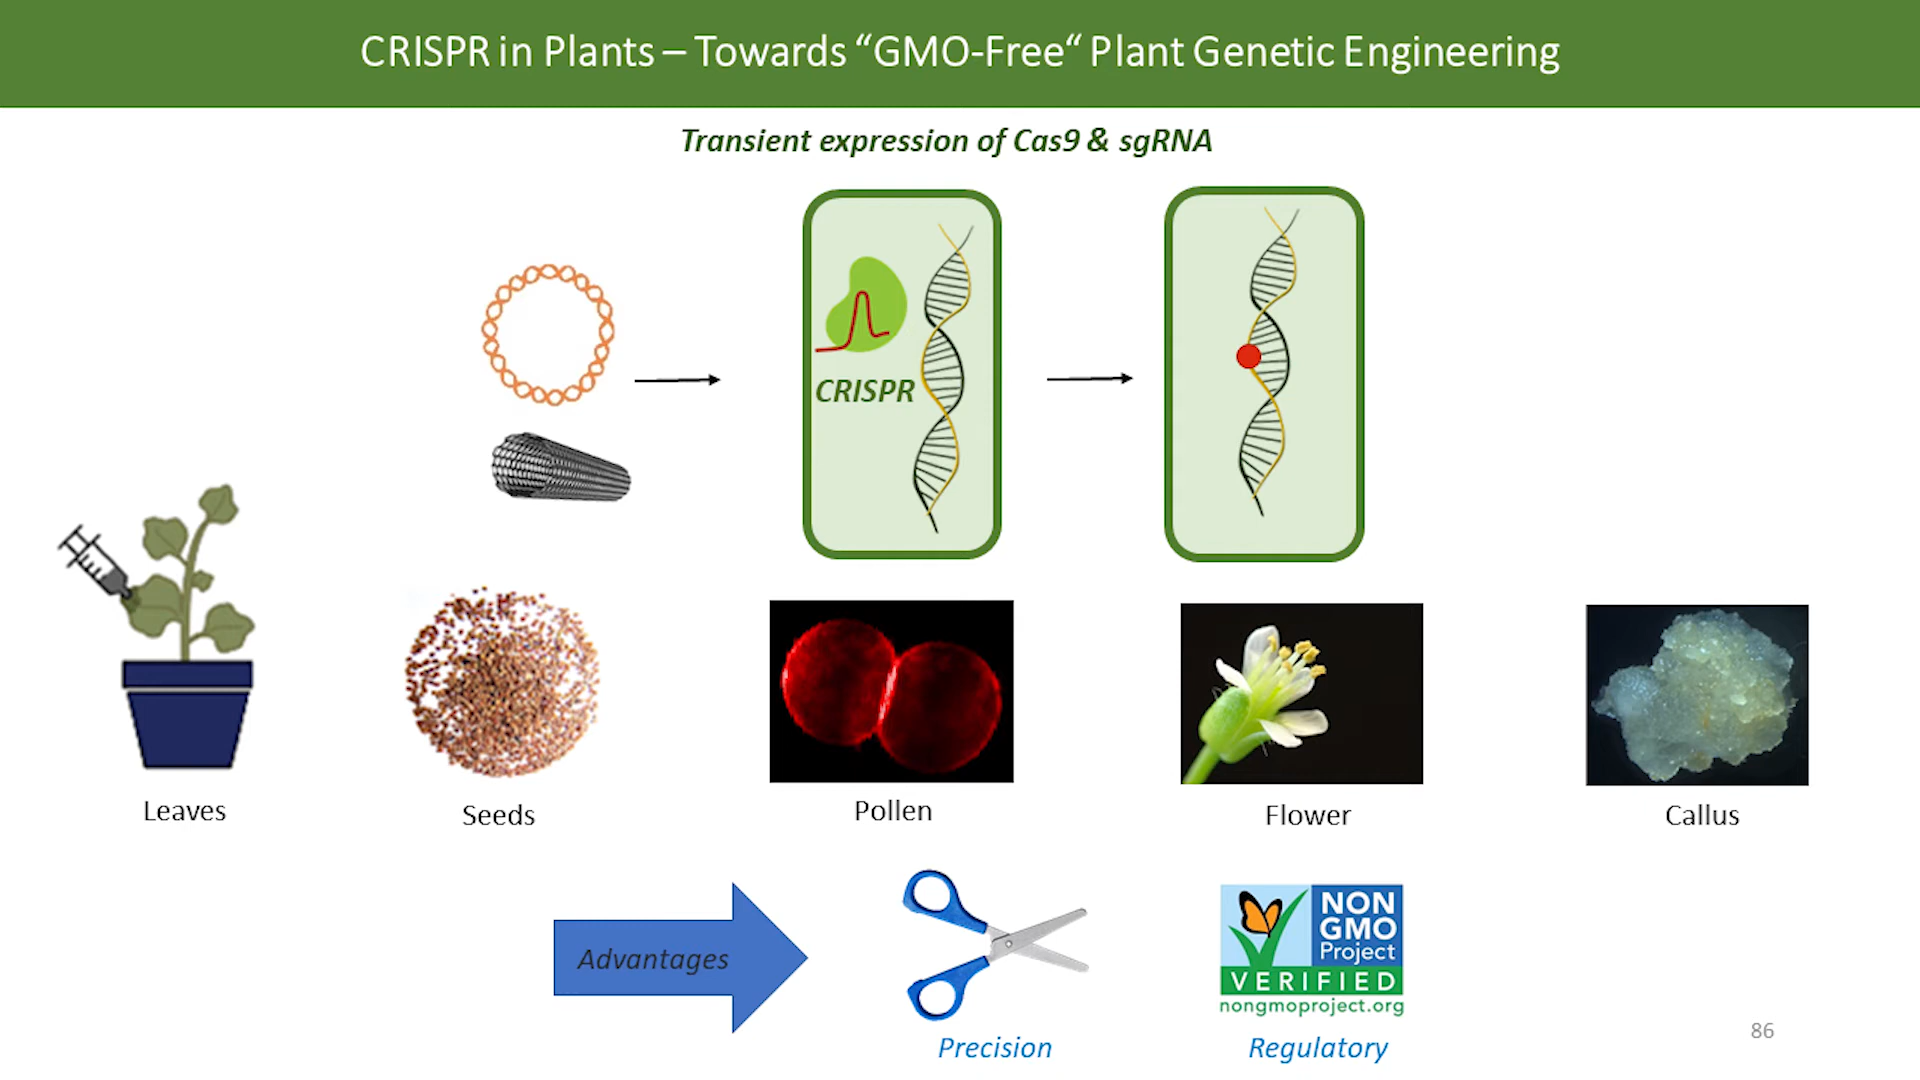 CRISPR in Plants – Towards “GMO-Free“ Plant Genetic Engineering
Transient expression of Cas9 & sgRNA
CRISPR
Leaves
Seeds
Pollen
Flower
Callus
Advantages
Precision
NON
GMO
Project
VERIFIED
nongmoproject.org
Regulatory
86